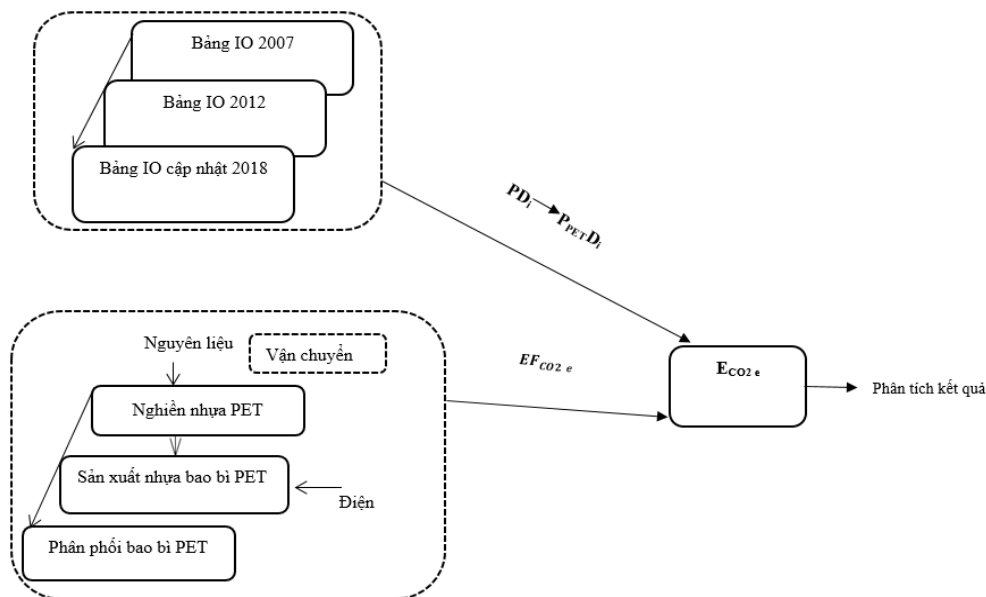 Bảng IO 2007
Bảng IO 2012
Bảng IO cập nhật 2018
PDᵢ
P_PET Dᵢ
Nguyên liệu
Vận chuyển
Nghiền nhựa PET
Sản xuất nhựa bao bì PET
Điện
Phân phối bao bì PET
EF_CO2 e
E_CO2 e
Phân tích kết quả